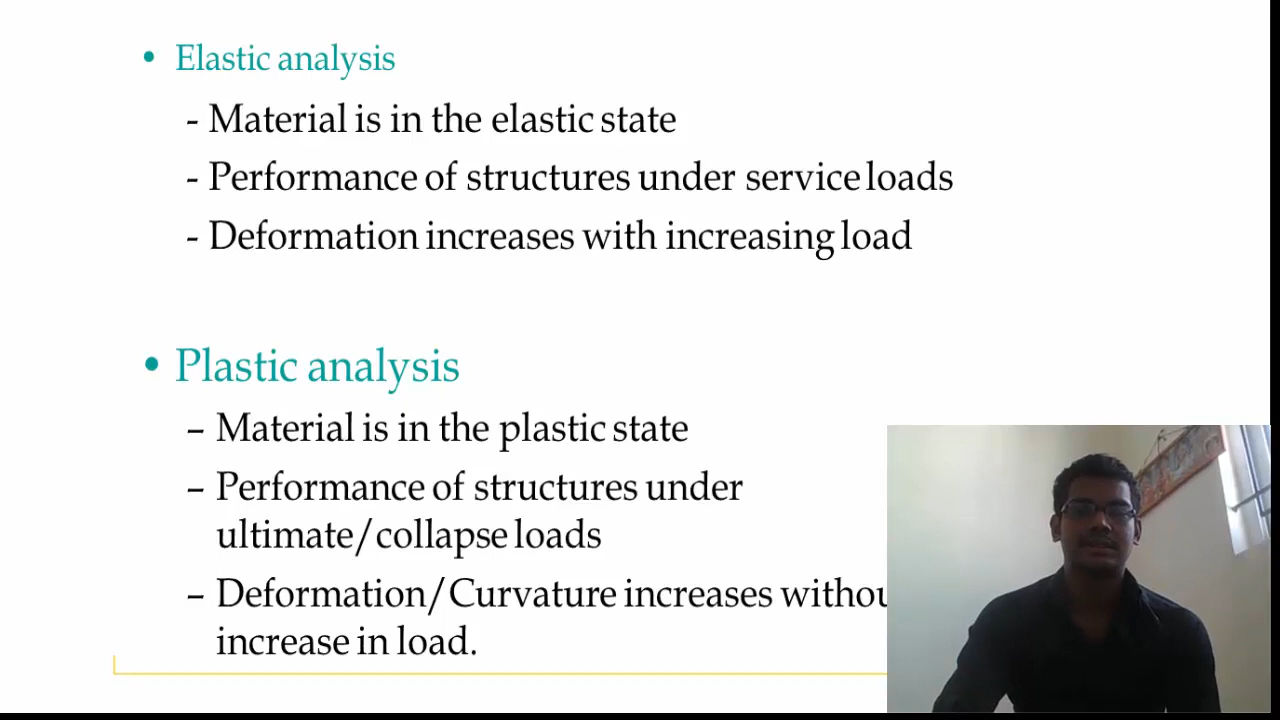 • Elastic analysis
- Material is in the elastic state
- Performance of structures under service loads
- Deformation increases with increasing load
• Plastic analysis
– Material is in the plastic state
– Performance of structures under
ultimate/collapse loads
– Deformation/Curvature increases withou
increase in load.